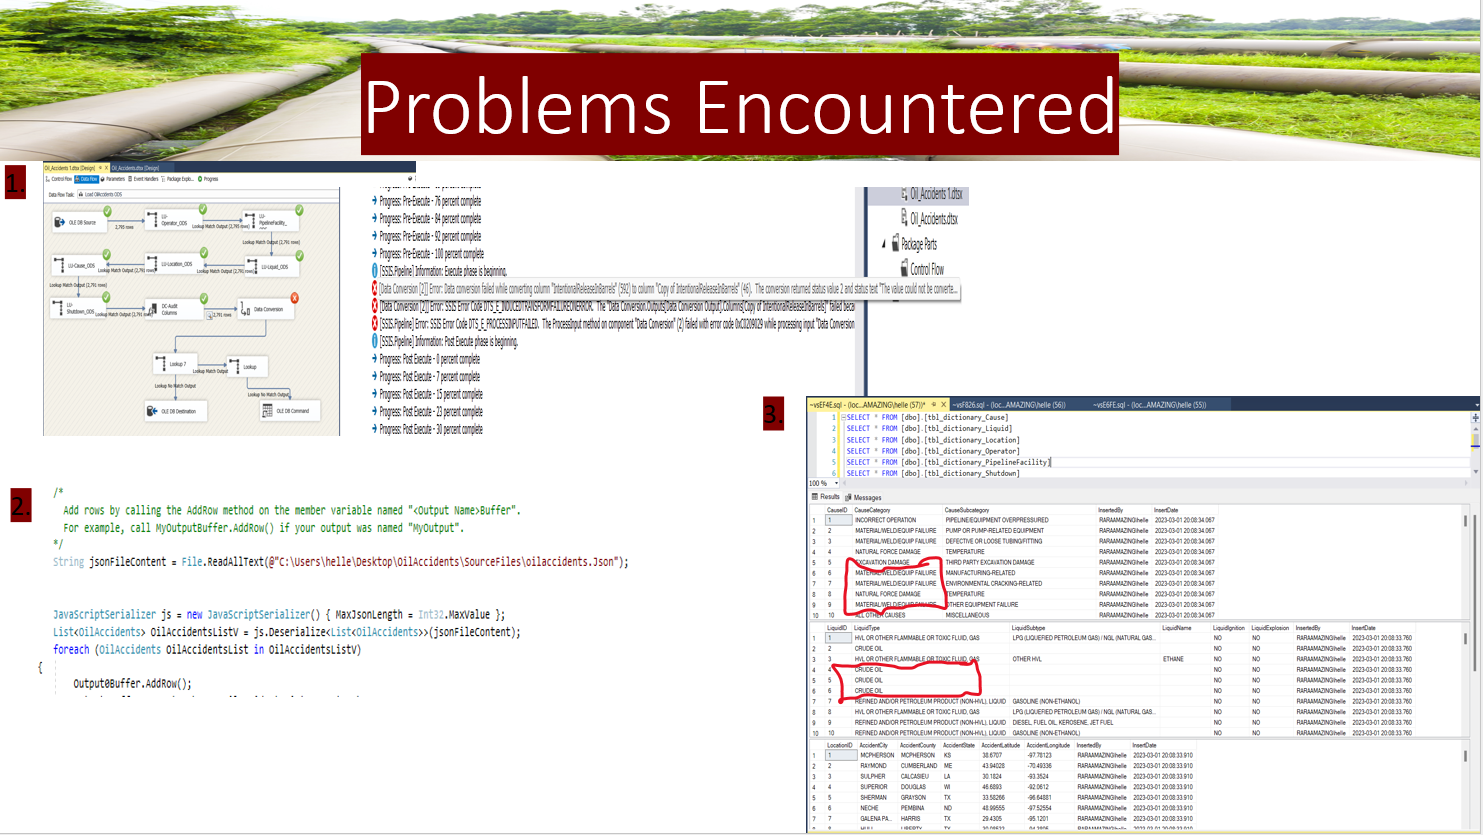 Problems Encountered
1.
Oil_Accidents 1.dtsx [Design]
Oil_Accidents.dtsx [Design]
Control Flow
Data Flow
Parameters
Event Handlers
Package Explo...
Progress
Data Flow Task:
Load OilAccidents ODS
OLE DB Source
2,795 rows
LU-Operator_ODS
Lookup Match Output (2,795 rows)
LU-PipelineFacility_
Lookup Match Output (2,791 rows)
LU-Cause_ODS
Lookup Match Output (2,791 rows)
LU-Location_ODS
Lookup Match Output (2,791 rows)
LU-Liquid_ODS
Lookup Match Output (2,791 rows)
LU-Shutdown_ODS
Lookup Match Output (2,791 rows)
DC-Audit Columns
Data Conversion
Lookup 7
Lookup Match Output
Lookup
Lookup No Match Output
Lookup No Match Output
OLE DB Destination
OLE DB Command
Progress: Pre-Execute - 76 percent complete
Progress: Pre-Execute - 84 percent complete
Progress: Pre-Execute - 92 percent complete
Progress: Pre-Execute - 100 percent complete
[SSIS.Pipeline] Information: Execute phase is beginning.
[Data Conversion [2]] Error: Data conversion failed while converting column "IntentionalReleaseInBarrels" (592) to column "Copy of IntentionalReleaseInBarrels" (46).  The conversion returned status value 2 and status text "The value could not be converte...
[Data Conversion [2]] Error: SSIS Error Code DTS_E_INDUCEDTRANSFORMFAILUREONERROR.  The "Data Conversion.Outputs[Data Conversion Output].Columns[Copy of IntentionalReleaseInBarrels]" failed beca
[SSIS.Pipeline] Error: SSIS Error Code DTS_E_PROCESSINPUTFAILED.  The ProcessInput method on component "Data Conversion" (2) failed with error code 0xC0209029 while processing input "Data Conversion
[SSIS.Pipeline] Information: Post Execute phase is beginning.
Progress: Post Execute - 0 percent complete
Progress: Post Execute - 7 percent complete
Progress: Post Execute - 15 percent complete
Progress: Post Execute - 23 percent complete
Progress: Post Execute - 30 percent complete
Oil_Accidents 1.dtsx
Oil_Accidents.dtsx
Package Parts
Control Flow
2.
/*
Add rows by calling the AddRow method on the member variable named "<Output Name>Buffer".
For example, call MyOutputBuffer.AddRow() if your output was named "MyOutput".
*/
String jsonFileContent = File.ReadAllText(@"C:\Users\helle\Desktop\OilAccidents\SourceFiles\oilaccidents.Json");
JavaScriptSerializer js = new JavaScriptSerializer() { MaxJsonLength = Int32.MaxValue };
List<OilAccidents> OilAccidentsListV = js.Deserialize<List<OilAccidents>>(jsonFileContent);
foreach (OilAccidents OilAccidentsList in OilAccidentsListV)
{
Output0Buffer.AddRow();
3.
~vsEF4E.sql - (loc...AMAZING\helle (57))*
~vsF826.sql - (loc...AMAZING\helle (56))
~vsE6FE.sql - (loc...AMAZING\helle (55))
1 SELECT * FROM [dbo].[tbl_dictionary_Cause]
2 SELECT * FROM [dbo].[tbl_dictionary_Liquid]
3 SELECT * FROM [dbo].[tbl_dictionary_Location]
4 SELECT * FROM [dbo].[tbl_dictionary_Operator]
5 SELECT * FROM [dbo].[tbl_dictionary_PipelineFacility]
6 SELECT * FROM [dbo].[tbl_dictionary_Shutdown]
100 %
Results
Messages
CauseID CauseCategory CauseSubcategory InsertedBy InsertDate
1 1 INCORRECT OPERATION PIPELINE/EQUIPMENT OVERPRESSURED RARAAMAZING\helle 2023-03-01 20:08:34.067
2 2 MATERIAL/WELD/EQUIP FAILURE PUMP OR PUMP-RELATED EQUIPMENT RARAAMAZING\helle 2023-03-01 20:08:34.067
3 3 MATERIAL/WELD/EQUIP FAILURE DEFECTIVE OR LOOSE TUBING/FITTING RARAAMAZING\helle 2023-03-01 20:08:34.067
4 4 NATURAL FORCE DAMAGE TEMPERATURE RARAAMAZING\helle 2023-03-01 20:08:34.067
5 5 EXCAVATION DAMAGE THIRD PARTY EXCAVATION DAMAGE RARAAMAZING\helle 2023-03-01 20:08:34.067
6 6 MATERIAL/WELD/EQUIP FAILURE MANUFACTURING-RELATED RARAAMAZING\helle 2023-03-01 20:08:34.067
7 7 MATERIAL/WELD/EQUIP FAILURE ENVIRONMENTAL CRACKING-RELATED RARAAMAZING\helle 2023-03-01 20:08:34.067
8 8 NATURAL FORCE DAMAGE TEMPERATURE RARAAMAZING\helle 2023-03-01 20:08:34.067
9 9 MATERIAL/WELD/EQUIP FAILURE OTHER EQUIPMENT FAILURE RARAAMAZING\helle 2023-03-01 20:08:34.067
10 10 ALL OTHER CAUSES MISCELLANEOUS RARAAMAZING\helle 2023-03-01 20:08:34.067
LiquidID LiquidType LiquidSubtype LiquidName LiquidIgnition LiquidExplosion InsertedBy InsertDate
1 1 HVL OR OTHER FLAMMABLE OR TOXIC FLUID, GAS LPG (LIQUEFIED PETROLEUM GAS) / NGL (NATURAL GAS... NO NO RARAAMAZING\helle 2023-03-01 20:08:33.760
2 2 CRUDE OIL NO NO RARAAMAZING\helle 2023-03-01 20:08:33.760
3 3 HVL OR OTHER FLAMMABLE OR TOXIC FLUID, GAS OTHER HVL ETHANE NO NO RARAAMAZING\helle 2023-03-01 20:08:33.760
4 4 CRUDE OIL NO NO RARAAMAZING\helle 2023-03-01 20:08:33.760
5 5 CRUDE OIL NO NO RARAAMAZING\helle 2023-03-01 20:08:33.760
6 6 CRUDE OIL NO NO RARAAMAZING\helle 2023-03-01 20:08:33.760
7 7 REFINED AND/OR PETROLEUM PRODUCT (NON-HVL), LIQUID GASOLINE (NON-ETHANOL) NO NO RARAAMAZING\helle 2023-03-01 20:08:33.760
8 8 HVL OR OTHER FLAMMABLE OR TOXIC FLUID, GAS LPG (LIQUEFIED PETROLEUM GAS) / NGL (NATURAL GAS... NO NO RARAAMAZING\helle 2023-03-01 20:08:33.760
9 9 REFINED AND/OR PETROLEUM PRODUCT (NON-HVL), LIQUID DIESEL, FUEL OIL, KEROSENE, JET FUEL NO NO RARAAMAZING\helle 2023-03-01 20:08:33.760
10 10 REFINED AND/OR PETROLEUM PRODUCT (NON-HVL), LIQUID GASOLINE (NON-ETHANOL) NO NO RARAAMAZING\helle 2023-03-01 20:08:33.760
LocationID AccidentCity AccidentCounty AccidentState AccidentLatitude AccidentLongitude InsertedBy InsertDate
1 1 MCPHERSON MCPHERSON KS 38.6707 -97.78123 RARAAMAZING\helle 2023-03-01 20:08:33.910
2 2 RAYMOND CUMBERLAND ME 43.94028 -70.49336 RARAAMAZING\helle 2023-03-01 20:08:33.910
3 3 SULPHER CALCASIEU LA 30.1824 -93.3524 RARAAMAZING\helle 2023-03-01 20:08:33.910
4 4 SUPERIOR DOUGLAS WI 46.6893 -92.0612 RARAAMAZING\helle 2023-03-01 20:08:33.910
5 5 SHERMAN GRAYSON TX 33.58266 -96.64881 RARAAMAZING\helle 2023-03-01 20:08:33.910
6 6 NECHE PEMBINA ND 48.99555 -97.52554 RARAAMAZING\helle 2023-03-01 20:08:33.910
7 7 GALENA PA... HARRIS TX 29.4305 -95.1201 RARAAMAZING\helle 2023-03-01 20:08:33.910